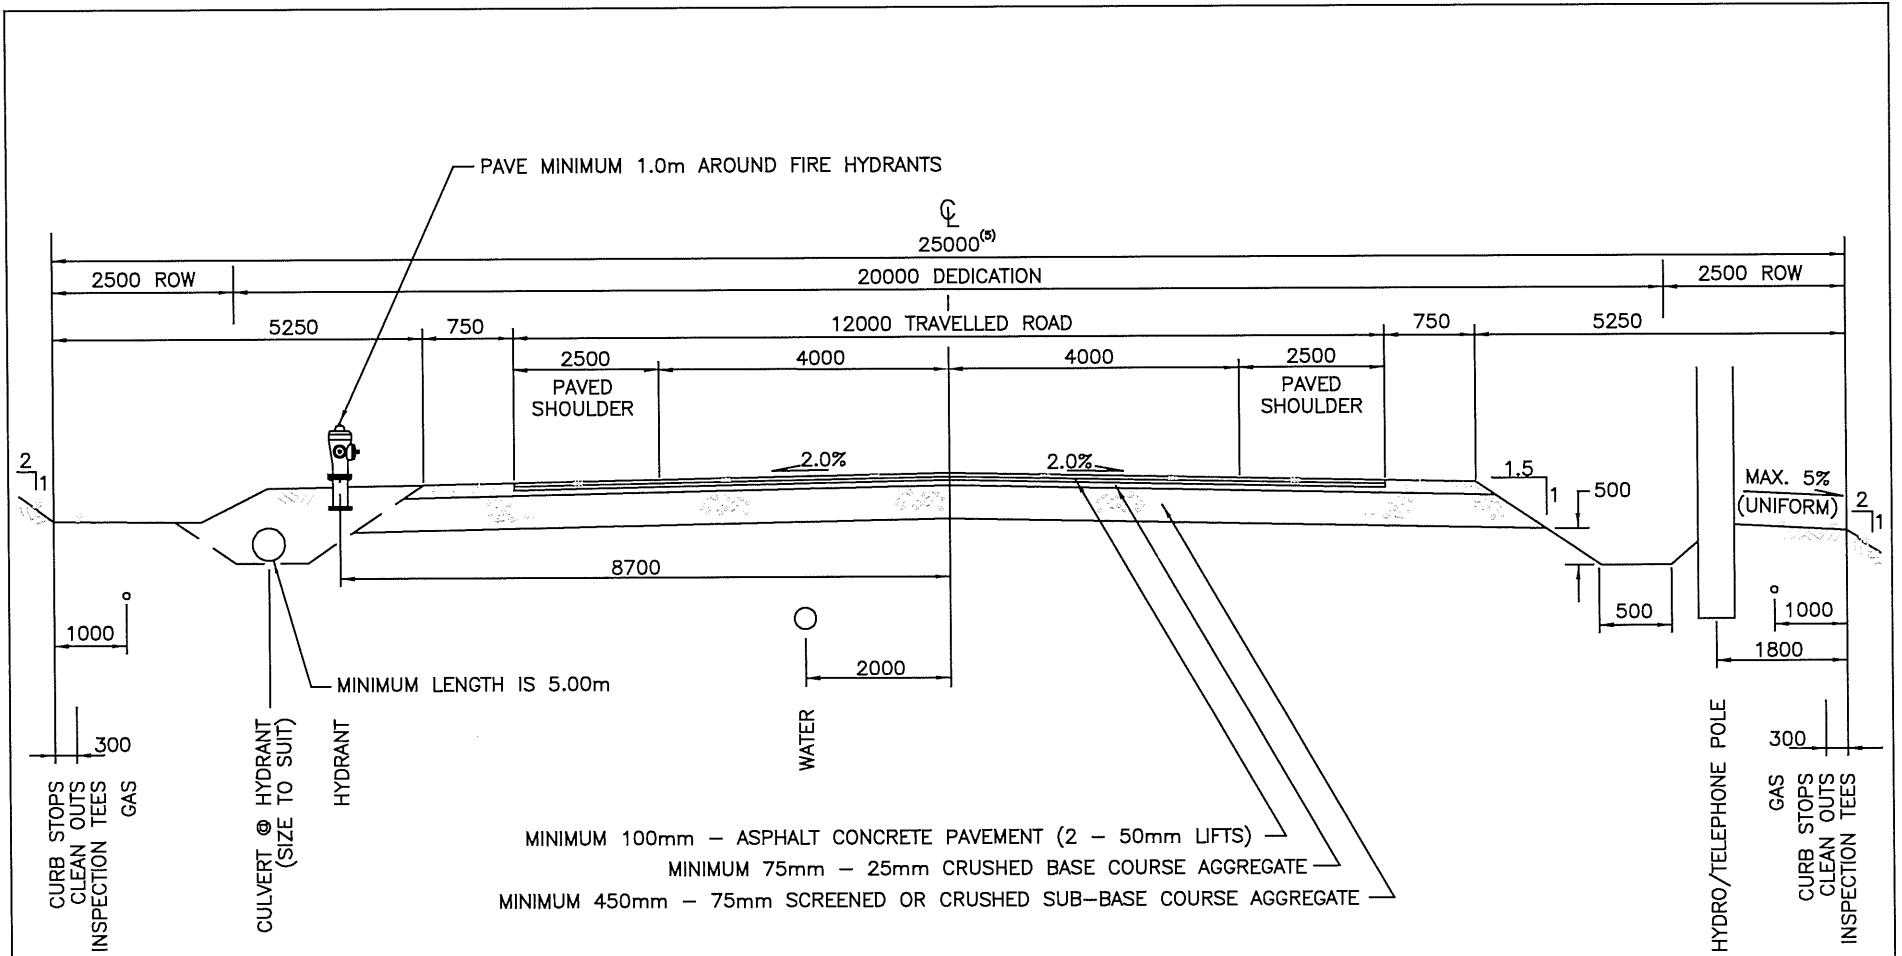 PAVE MINIMUM 1.0m AROUND FIRE HYDRANTS
℄
25000(5)
2500 ROW
20000 DEDICATION
2500 ROW
5250
750
12000 TRAVELLED ROAD
750
5250
2500
4000
4000
2500
PAVED
SHOULDER
PAVED
SHOULDER
2
1
2.0%
2.0%
1.5
1
500
MAX. 5%
(UNIFORM)
2
1
8700
1000
500
1000
2000
1800
MINIMUM LENGTH IS 5.00m
300
300
CURB STOPS
CLEAN OUTS
INSPECTION TEES
GAS
CULVERT @ HYDRANT
(SIZE TO SUIT)
HYDRANT
WATER
MINIMUM 100mm – ASPHALT CONCRETE PAVEMENT (2 – 50mm LIFTS)
MINIMUM 75mm – 25mm CRUSHED BASE COURSE AGGREGATE
MINIMUM 450mm – 75mm SCREENED OR CRUSHED SUB–BASE COURSE AGGREGATE
HYDRO/TELEPHONE POLE
GAS
CURB STOPS
CLEAN OUTS
INSPECTION TEES